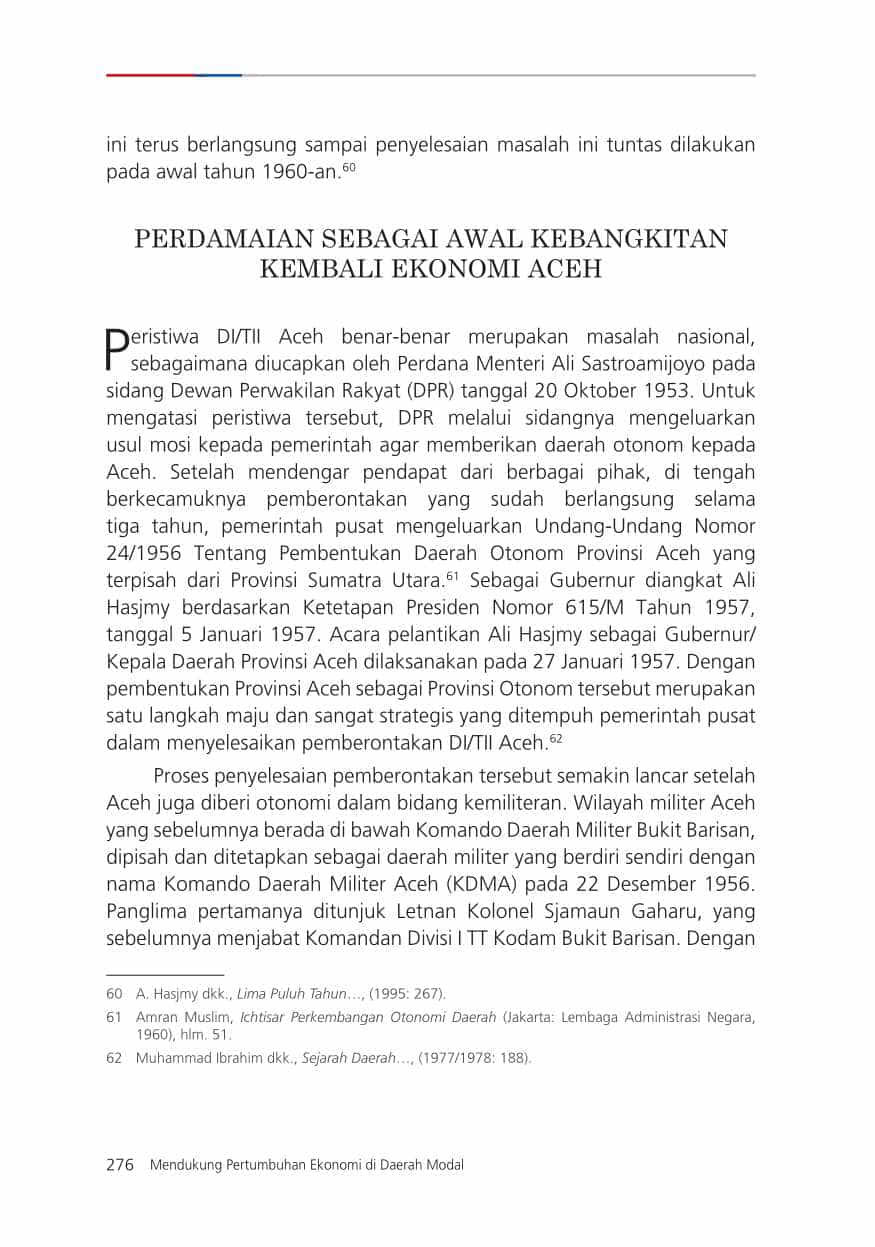 ini terus berlangsung sampai penyelesaian masalah ini tuntas dilakukan
pada awal tahun 1960-an.60
PERDAMAIAN SEBAGAI AWAL KEBANGKITAN
KEMBALI EKONOMI ACEH
Peristiwa DI/TII Aceh benar-benar merupakan masalah nasional,
sebagaimana diucapkan oleh Perdana Menteri Ali Sastroamijoyo pada
sidang Dewan Perwakilan Rakyat (DPR) tanggal 20 Oktober 1953. Untuk
mengatasi peristiwa tersebut, DPR melalui sidangnya mengeluarkan
usul mosi kepada pemerintah agar memberikan daerah otonom kepada
Aceh. Setelah mendengar pendapat dari berbagai pihak, di tengah
berkecamuknya pemberontakan yang sudah berlangsung selama
tiga tahun, pemerintah pusat mengeluarkan Undang-Undang Nomor
24/1956 Tentang Pembentukan Daerah Otonom Provinsi Aceh yang
terpisah dari Provinsi Sumatra Utara.61 Sebagai Gubernur diangkat Ali
Hasjmy berdasarkan Ketetapan Presiden Nomor 615/M Tahun 1957,
tanggal 5 Januari 1957. Acara pelantikan Ali Hasjmy sebagai Gubernur/
Kepala Daerah Provinsi Aceh dilaksanakan pada 27 Januari 1957. Dengan
pembentukan Provinsi Aceh sebagai Provinsi Otonom tersebut merupakan
satu langkah maju dan sangat strategis yang ditempuh pemerintah pusat
dalam menyelesaikan pemberontakan DI/TII Aceh.62
Proses penyelesaian pemberontakan tersebut semakin lancar setelah
Aceh juga diberi otonomi dalam bidang kemiliteran. Wilayah militer Aceh
yang sebelumnya berada di bawah Komando Daerah Militer Bukit Barisan,
dipisah dan ditetapkan sebagai daerah militer yang berdiri sendiri dengan
nama Komando Daerah Militer Aceh (KDMA) pada 22 Desember 1956.
Panglima pertamanya ditunjuk Letnan Kolonel Sjamaun Gaharu, yang
sebelumnya menjabat Komandan Divisi I TT Kodam Bukit Barisan. Dengan
60 A. Hasjmy dkk., Lima Puluh Tahun…, (1995: 267).
61 Amran Muslim, Ichtisar Perkembangan Otonomi Daerah (Jakarta: Lembaga Administrasi Negara,
1960), hlm. 51.
62 Muhammad Ibrahim dkk., Sejarah Daerah…, (1977/1978: 188).
276 Mendukung Pertumbuhan Ekonomi di Daerah Modal